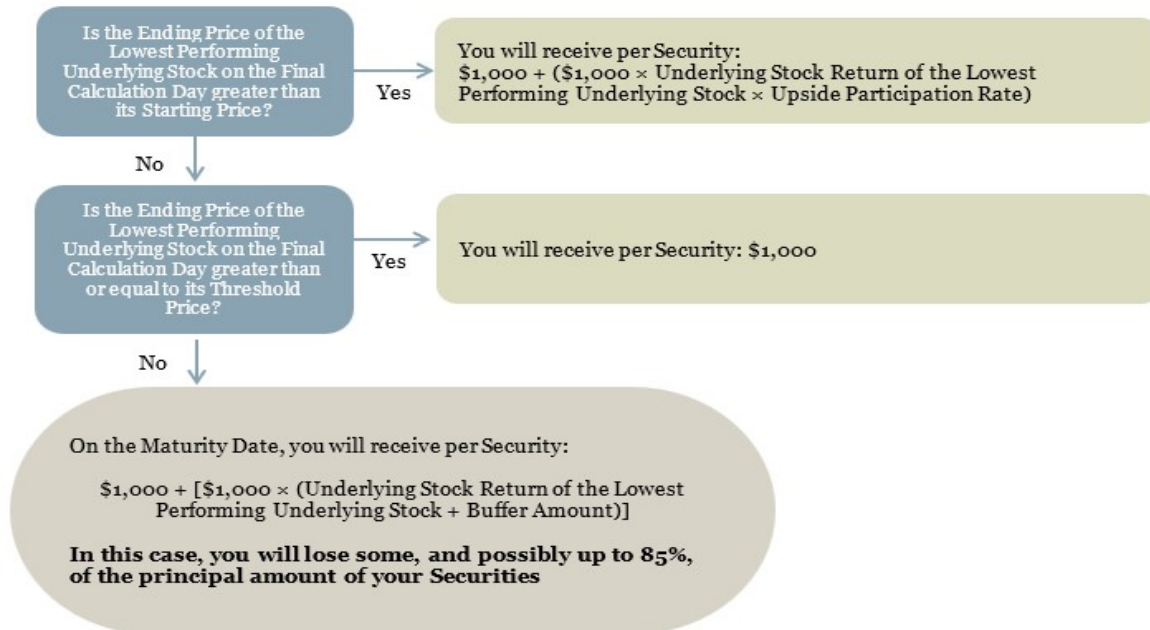 Is the Ending Price of the
Lowest Performing
Underlying Stock on the Final
Calculation Day greater than
its Starting Price?
Yes
You will receive per Security:
$1,000 + ($1,000 × Underlying Stock Return of the Lowest
Performing Underlying Stock × Upside Participation Rate)
No
Is the Ending Price of the
Lowest Performing
Underlying Stock on the Final
Calculation Day greater than
or equal to its Threshold
Price?
Yes
You will receive per Security: $1,000
No
On the Maturity Date, you will receive per Security:
$1,000 + [$1,000 × (Underlying Stock Return of the Lowest
Performing Underlying Stock + Buffer Amount)]
In this case, you will lose some, and possibly up to 85%,
of the principal amount of your Securities